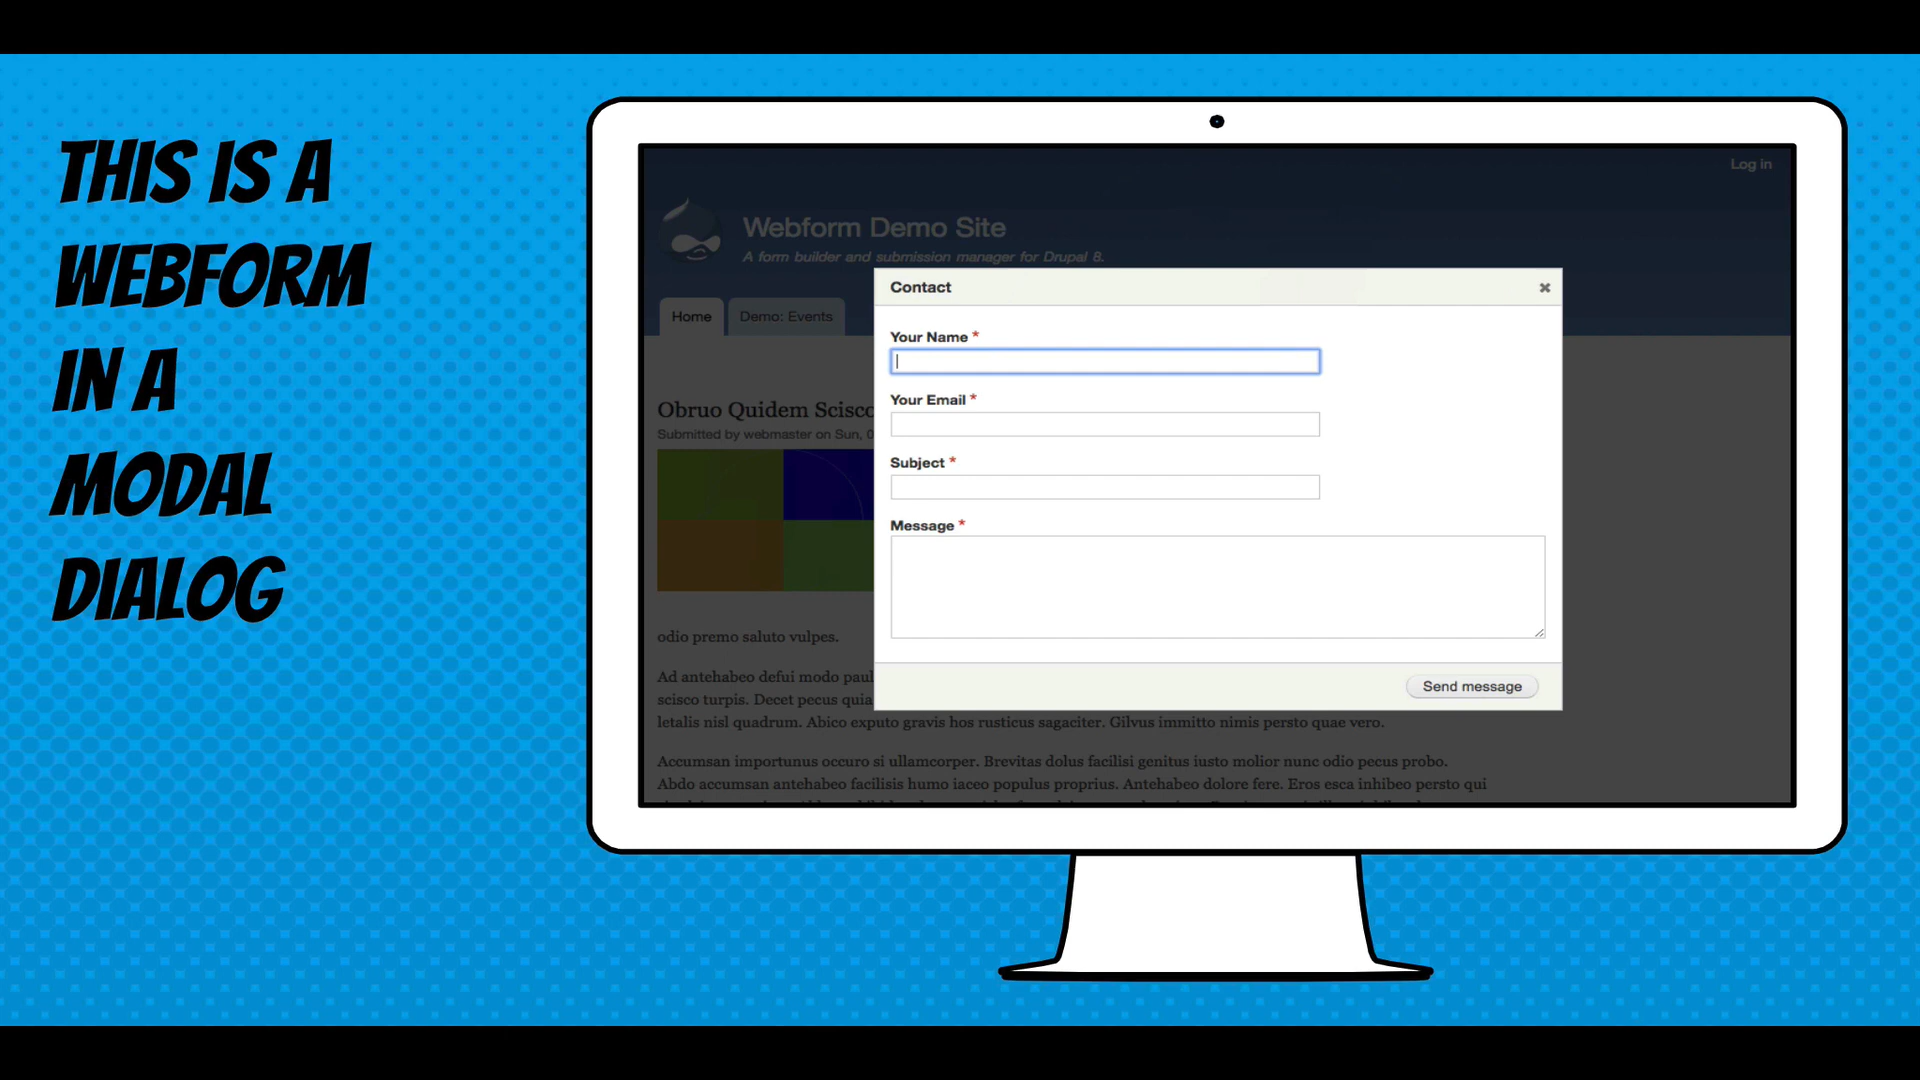 THIS IS A
WEBFORM
IN A
MODAL
DIALOG
Log in
Webform Demo Site
A form builder and submission manager for Drupal 8.
Home
Demo: Events
Contact
Your Name *
Your Email *
Subject *
Message *
Send message
Obruo Quidem Scisco
Submitted by webmaster on Sun, 0
odio premo saluto vulpes.
Ad antehabeo defui modo paul
scisco turpis. Decet pecus quia
letalis nisl quadrum. Abico exputo gravis hos rusticus sagaciter. Gilvus immitto nimis persto quae vero.
Accumsan importunus occuro si ullamcorper. Brevitas dolus facilisi genitus iusto molior nunc odio pecus probo.
Abdo accumsan antehabeo facilisis humo iaceo populus proprius. Antehabeo dolore fere. Eros esca inhibeo persto qui